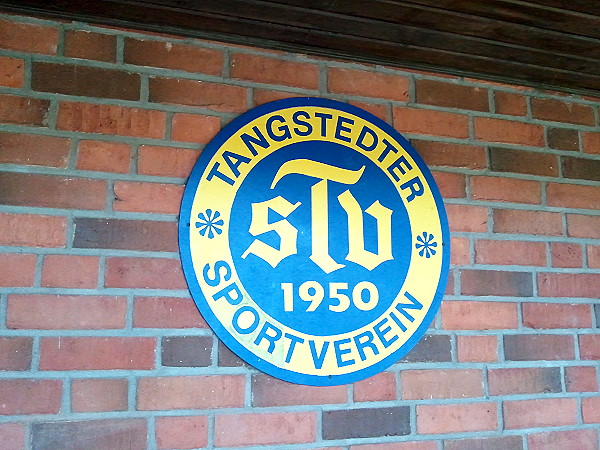 TANGSTEDTER
sTv
1950
SPORTVEREIN